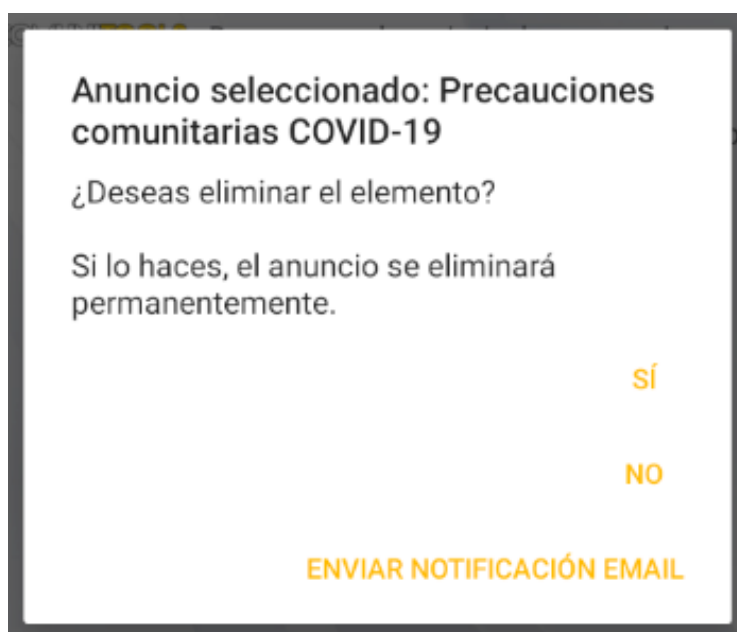 Anuncio seleccionado: Precauciones
comunitarias COVID-19
¿Deseas eliminar el elemento?
Si lo haces, el anuncio se eliminará
permanentemente.
SÍ
NO
ENVIAR NOTIFICACIÓN EMAIL